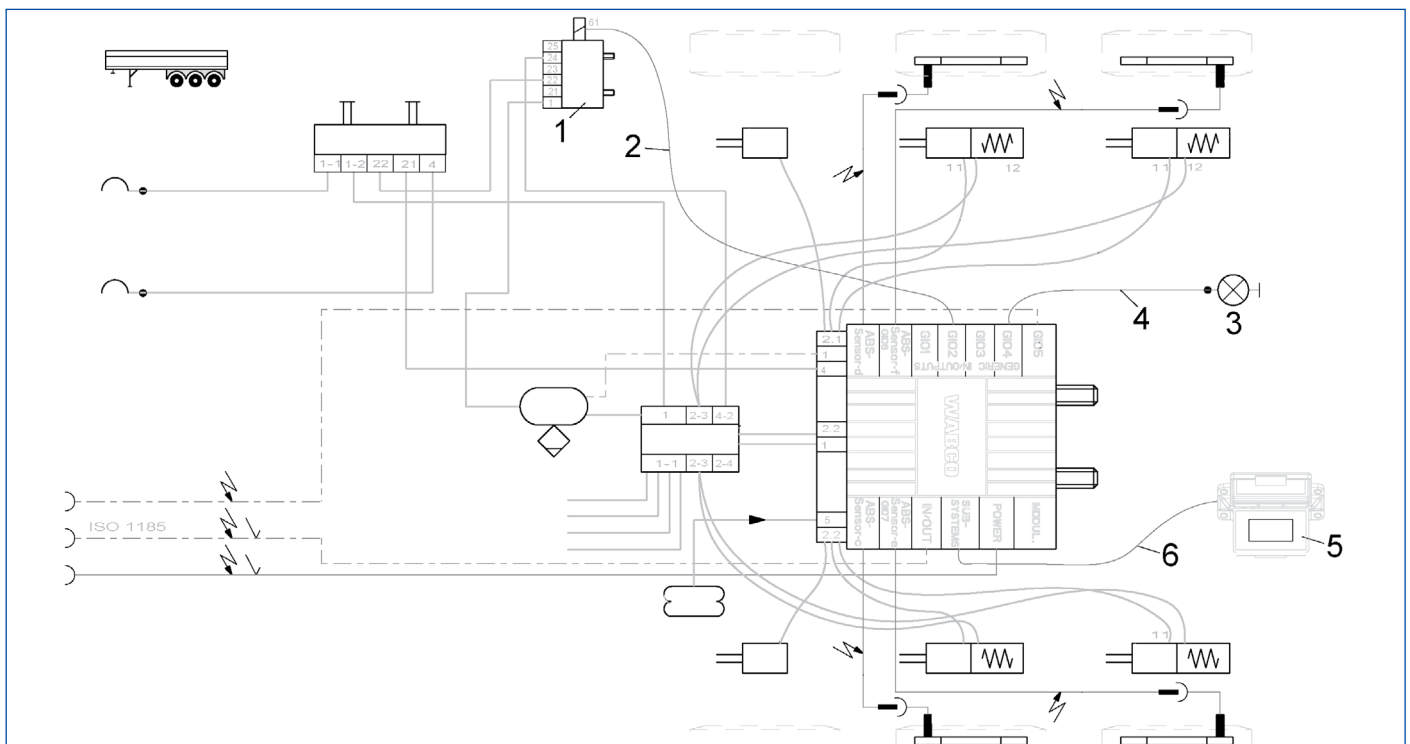 61
25
24
23
22
21
1
1
1-1 1-2 22 21 4
2
11 12
11 12
4
3
2.1
1
4
ABS-
Sensor-d
ABS-
Sensor-f
GIO6
GIO1
GIO2
GIO3
GIO4
GIO5
GENERIC IN-OUTPUTS
1 2-3 4-2
1-1 2-3 2-4
2.2
1
WABCO
ISO 1185
5
2.2
ABS-
Sensor-c
ABS-
Sensor-e
GIO7
IN/OUT
SUB-
SYSTEMS
POWER
MODUL..
5
6
11